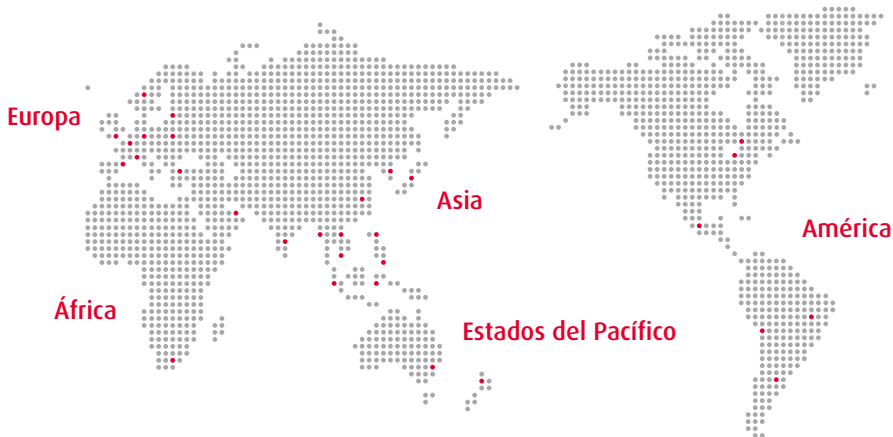 Europa
Asia
América
África
Estados del Pacífico